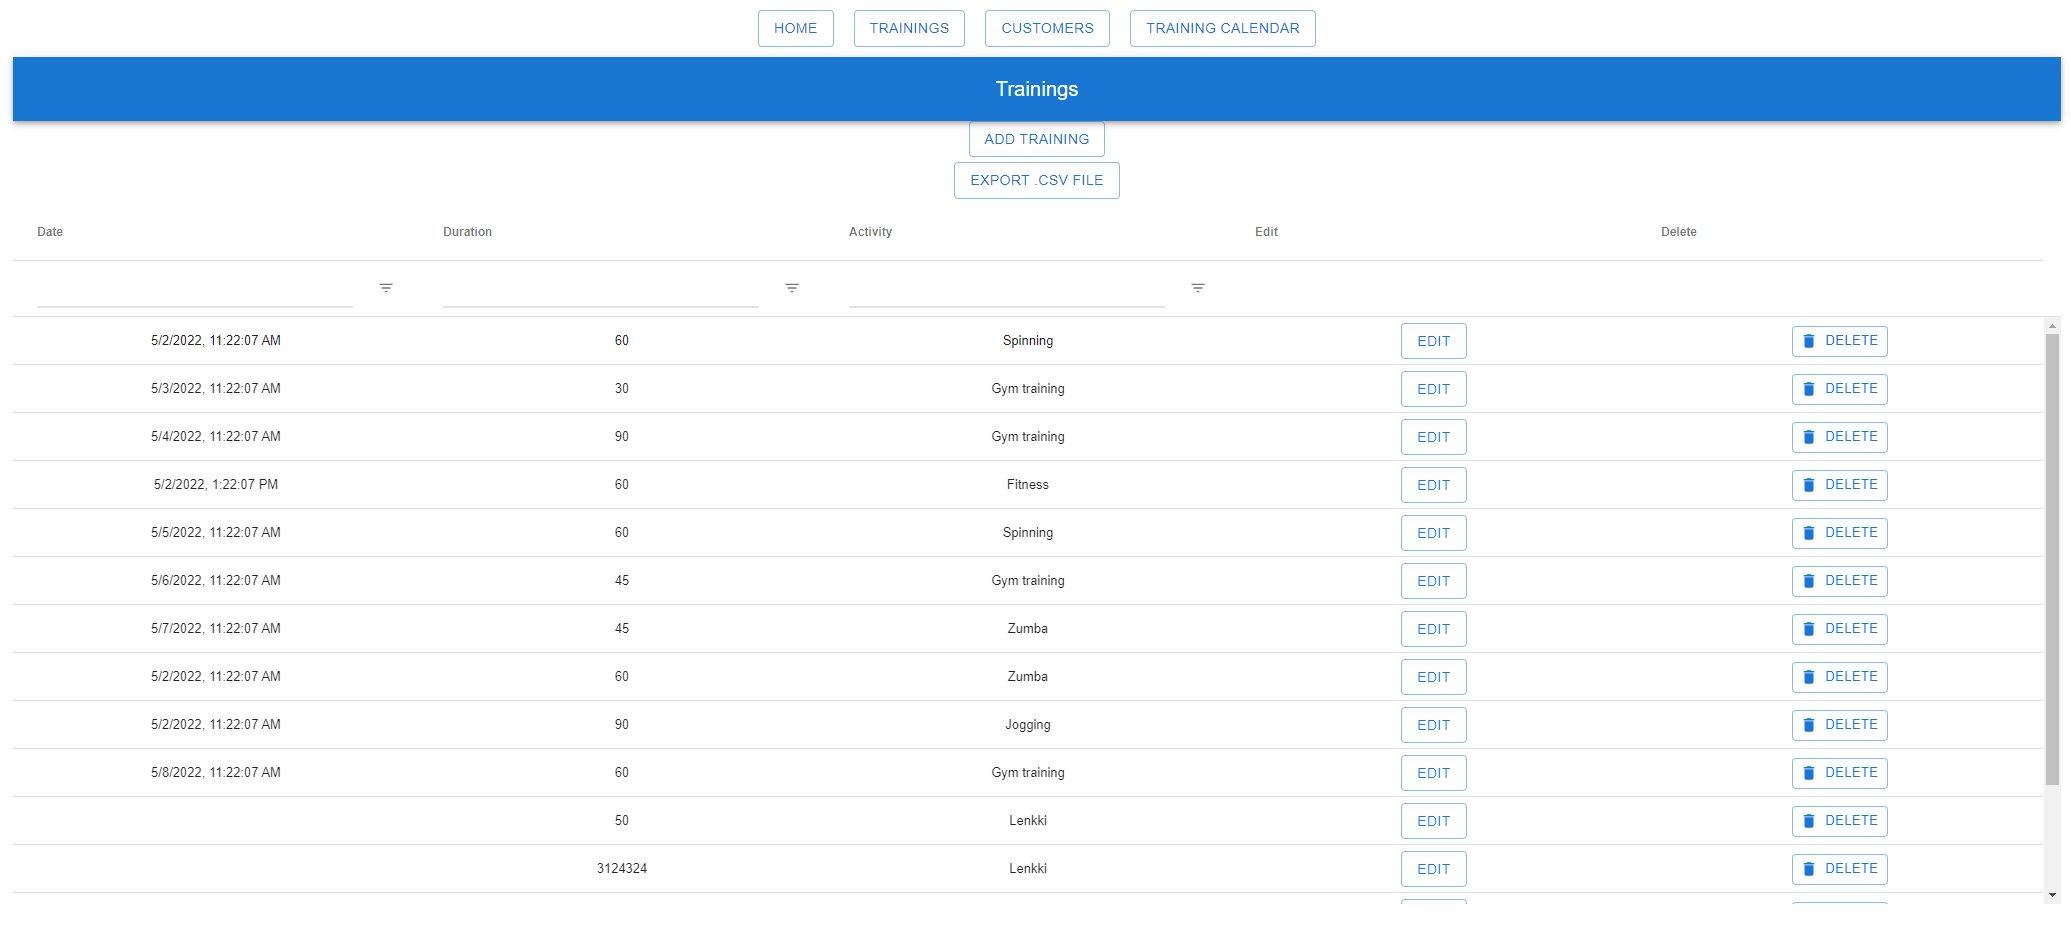 HOME TRAININGS CUSTOMERS TRAINING CALENDAR
Trainings
ADD TRAINING
EXPORT .CSV FILE
Date Duration Activity Edit Delete
5/2/2022, 11:22:07 AM 60 Spinning EDIT DELETE
5/3/2022, 11:22:07 AM 30 Gym training EDIT DELETE
5/4/2022, 11:22:07 AM 90 Gym training EDIT DELETE
5/2/2022, 1:22:07 PM 60 Fitness EDIT DELETE
5/5/2022, 11:22:07 AM 60 Spinning EDIT DELETE
5/6/2022, 11:22:07 AM 45 Gym training EDIT DELETE
5/7/2022, 11:22:07 AM 45 Zumba EDIT DELETE
5/2/2022, 11:22:07 AM 60 Zumba EDIT DELETE
5/2/2022, 11:22:07 AM 90 Jogging EDIT DELETE
5/8/2022, 11:22:07 AM 60 Gym training EDIT DELETE
50 Lenkki EDIT DELETE
3124324 Lenkki EDIT DELETE